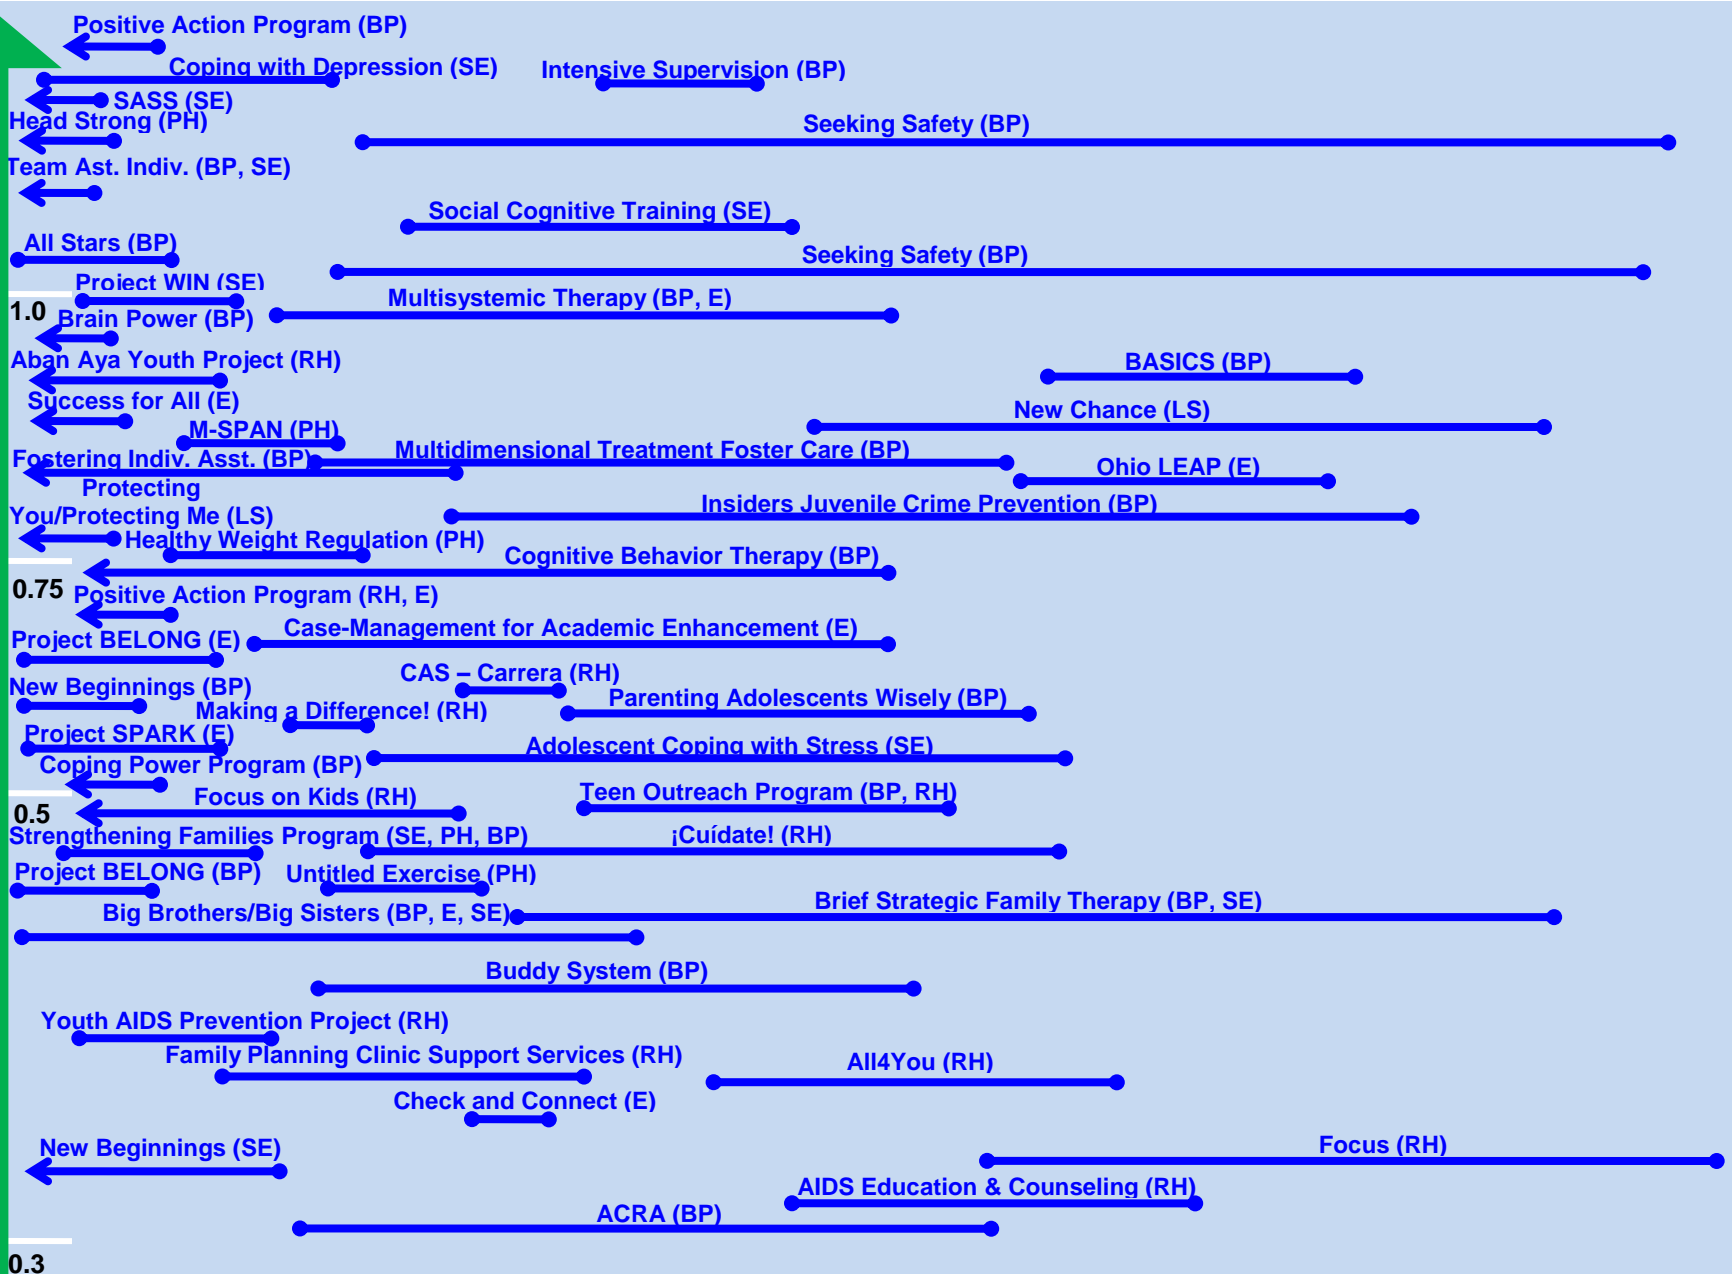 Positive Action Program (BP)
Coping with Depression (SE)
Intensive Supervision (BP)
SASS (SE)
Head Strong (PH)
Seeking Safety (BP)
Team Ast. Indiv. (BP, SE)
Social Cognitive Training (SE)
All Stars (BP)
Seeking Safety (BP)
Project WIN (SE)
Multisystemic Therapy (BP, E)
1.0
Brain Power (BP)
Aban Aya Youth Project (RH)
BASICS (BP)
Success for All (E)
New Chance (LS)
M-SPAN (PH)
Multidimensional Treatment Foster Care (BP)
Fostering Indiv. Asst. (BP)
Ohio LEAP (E)
Protecting
You/Protecting Me (LS)
Insiders Juvenile Crime Prevention (BP)
Healthy Weight Regulation (PH)
Cognitive Behavior Therapy (BP)
0.75
Positive Action Program (RH, E)
Case-Management for Academic Enhancement (E)
Project BELONG (E)
CAS – Carrera (RH)
New Beginnings (BP)
Parenting Adolescents Wisely (BP)
Making a Difference! (RH)
Project SPARK (E)
Adolescent Coping with Stress (SE)
Coping Power Program (BP)
Focus on Kids (RH)
Teen Outreach Program (BP, RH)
0.5
Strengthening Families Program (SE, PH, BP)
¡Cuídate! (RH)
Project BELONG (BP)
Untitled Exercise (PH)
Big Brothers/Big Sisters (BP, E, SE)
Brief Strategic Family Therapy (BP, SE)
Buddy System (BP)
Youth AIDS Prevention Project (RH)
Family Planning Clinic Support Services (RH)
All4You (RH)
Check and Connect (E)
New Beginnings (SE)
Focus (RH)
AIDS Education & Counseling (RH)
ACRA (BP)
0.3